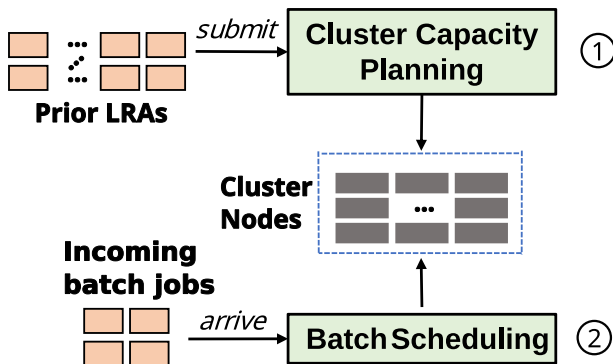 submit
Cluster Capacity
Planning
①
Prior LRAs
Cluster
Nodes
Incoming
batch jobs
arrive
Batch Scheduling
②